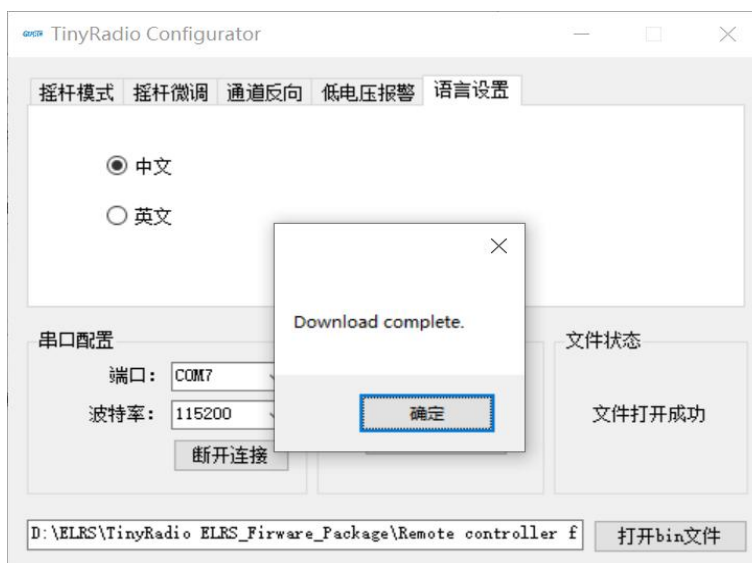 TinyRadio Configurator
摇杆模式 摇杆微调 通道反向 低电压报警 语言设置
中文
英文
Download complete.
确定
串口配置
端口： COM7
波特率： 115200
断开连接
文件状态
文件打开成功
D:\ELRS\TinyRadio ELRS_Firware_Package\Remote controller f
打开bin文件